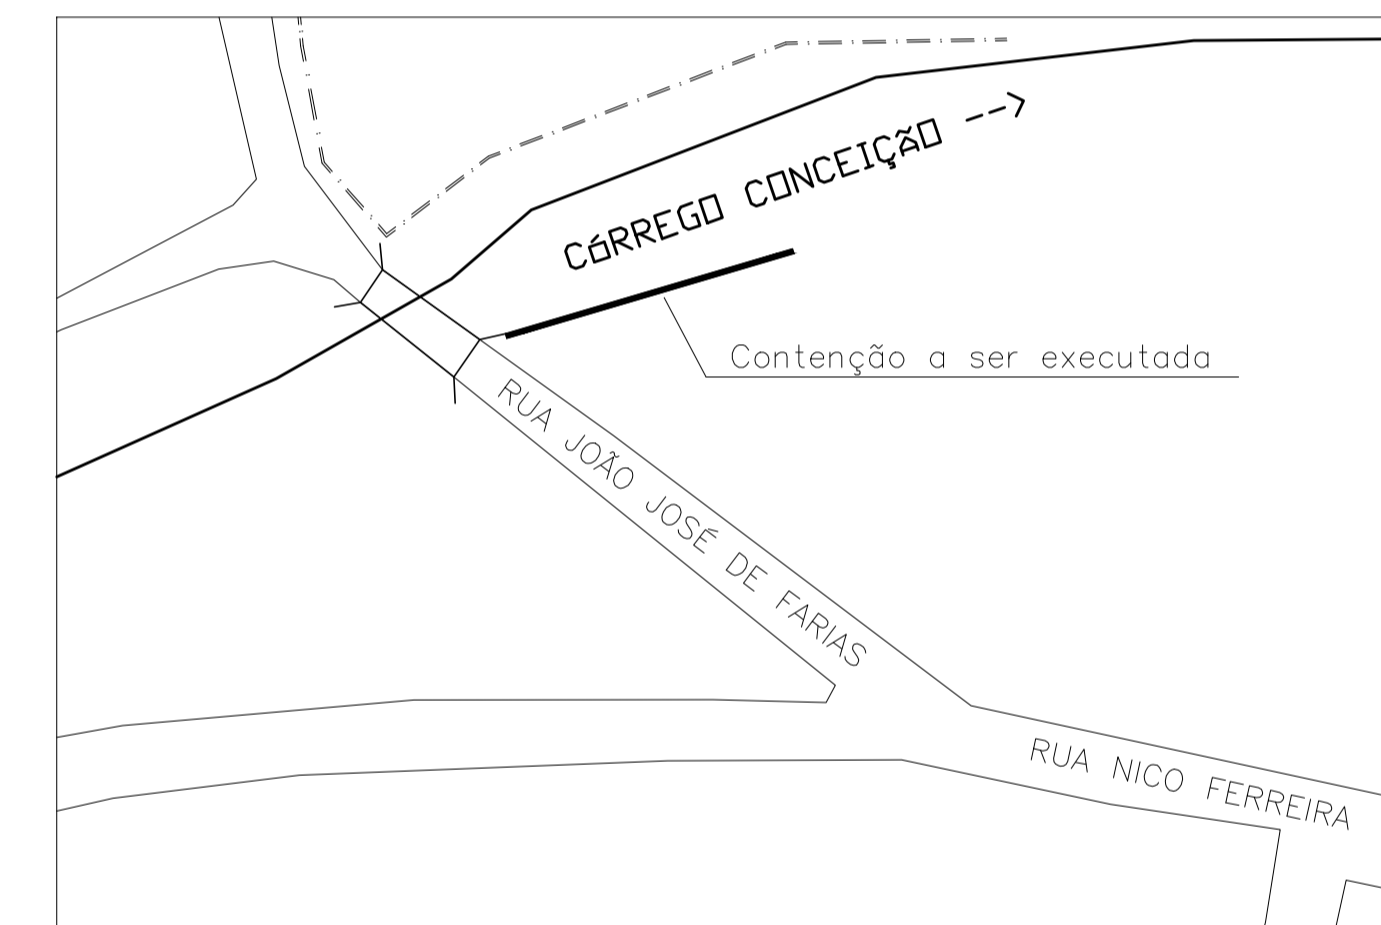 CóRREGO CONCEIÇÃO -->
Contenção a ser executada
RUA JOÃO JOSÉ DE FARIAS
RUA NICO FERREIRA